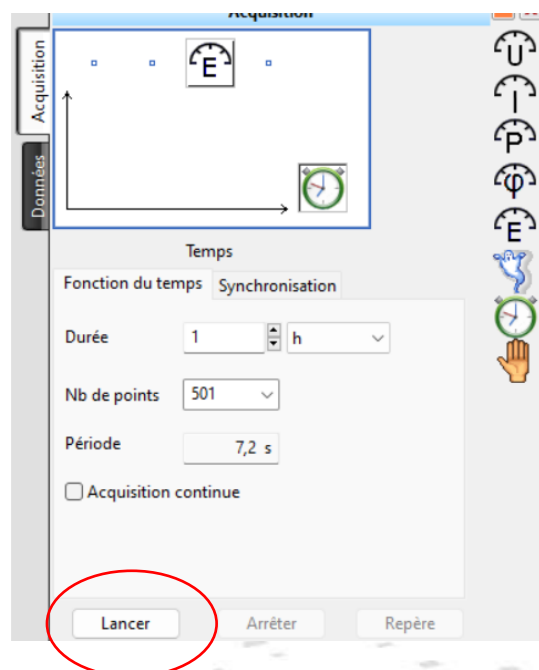 Acquisition
Acquisition
Données
E
U
I
P
φ
E
Temps
Fonction du temps Synchronisation
Durée 1 h
Nb de points 501
Période 7,2 s
Acquisition continue
Lancer Arrêter Repère